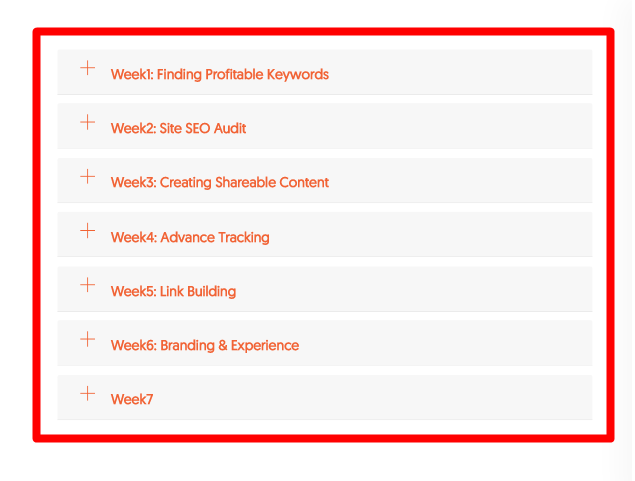 Week1: Finding Profitable Keywords
Week2: Site SEO Audit
Week3: Creating Shareable Content
Week4: Advance Tracking
Week5: Link Building
Week6: Branding & Experience
Week7